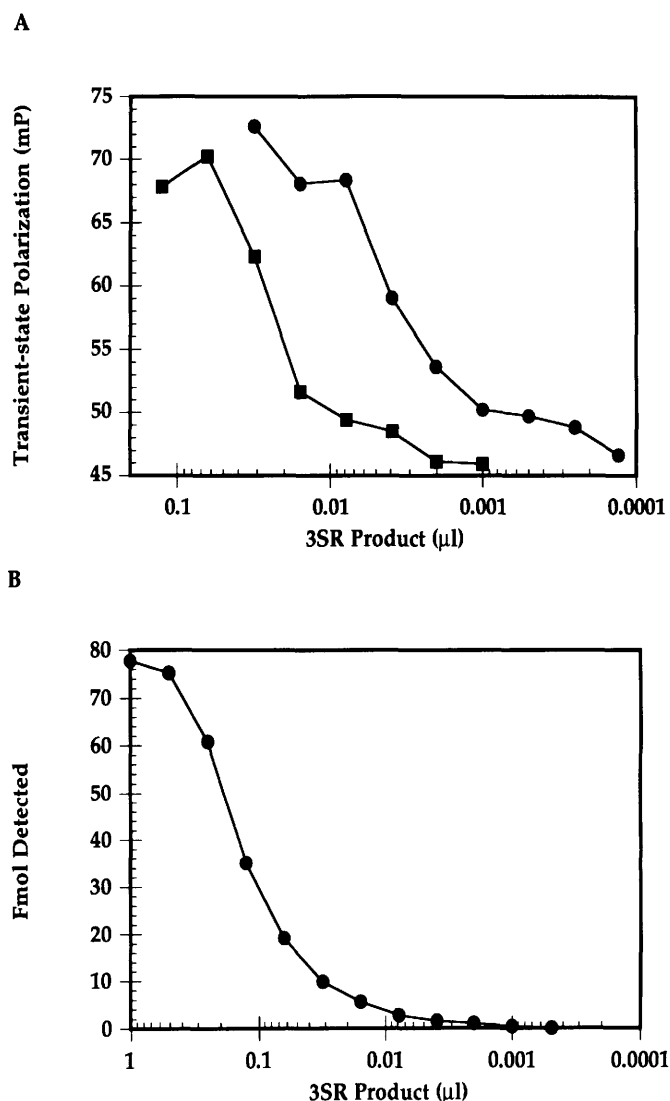 A
Transient-state Polarization (mP)
75
70
65
60
55
50
45
0.1 0.01 0.001 0.0001
3SR Product (μl)
B
Fmol Detected
80
70
60
50
40
30
20
10
0
1 0.1 0.01 0.001 0.0001
3SR Product (μl)